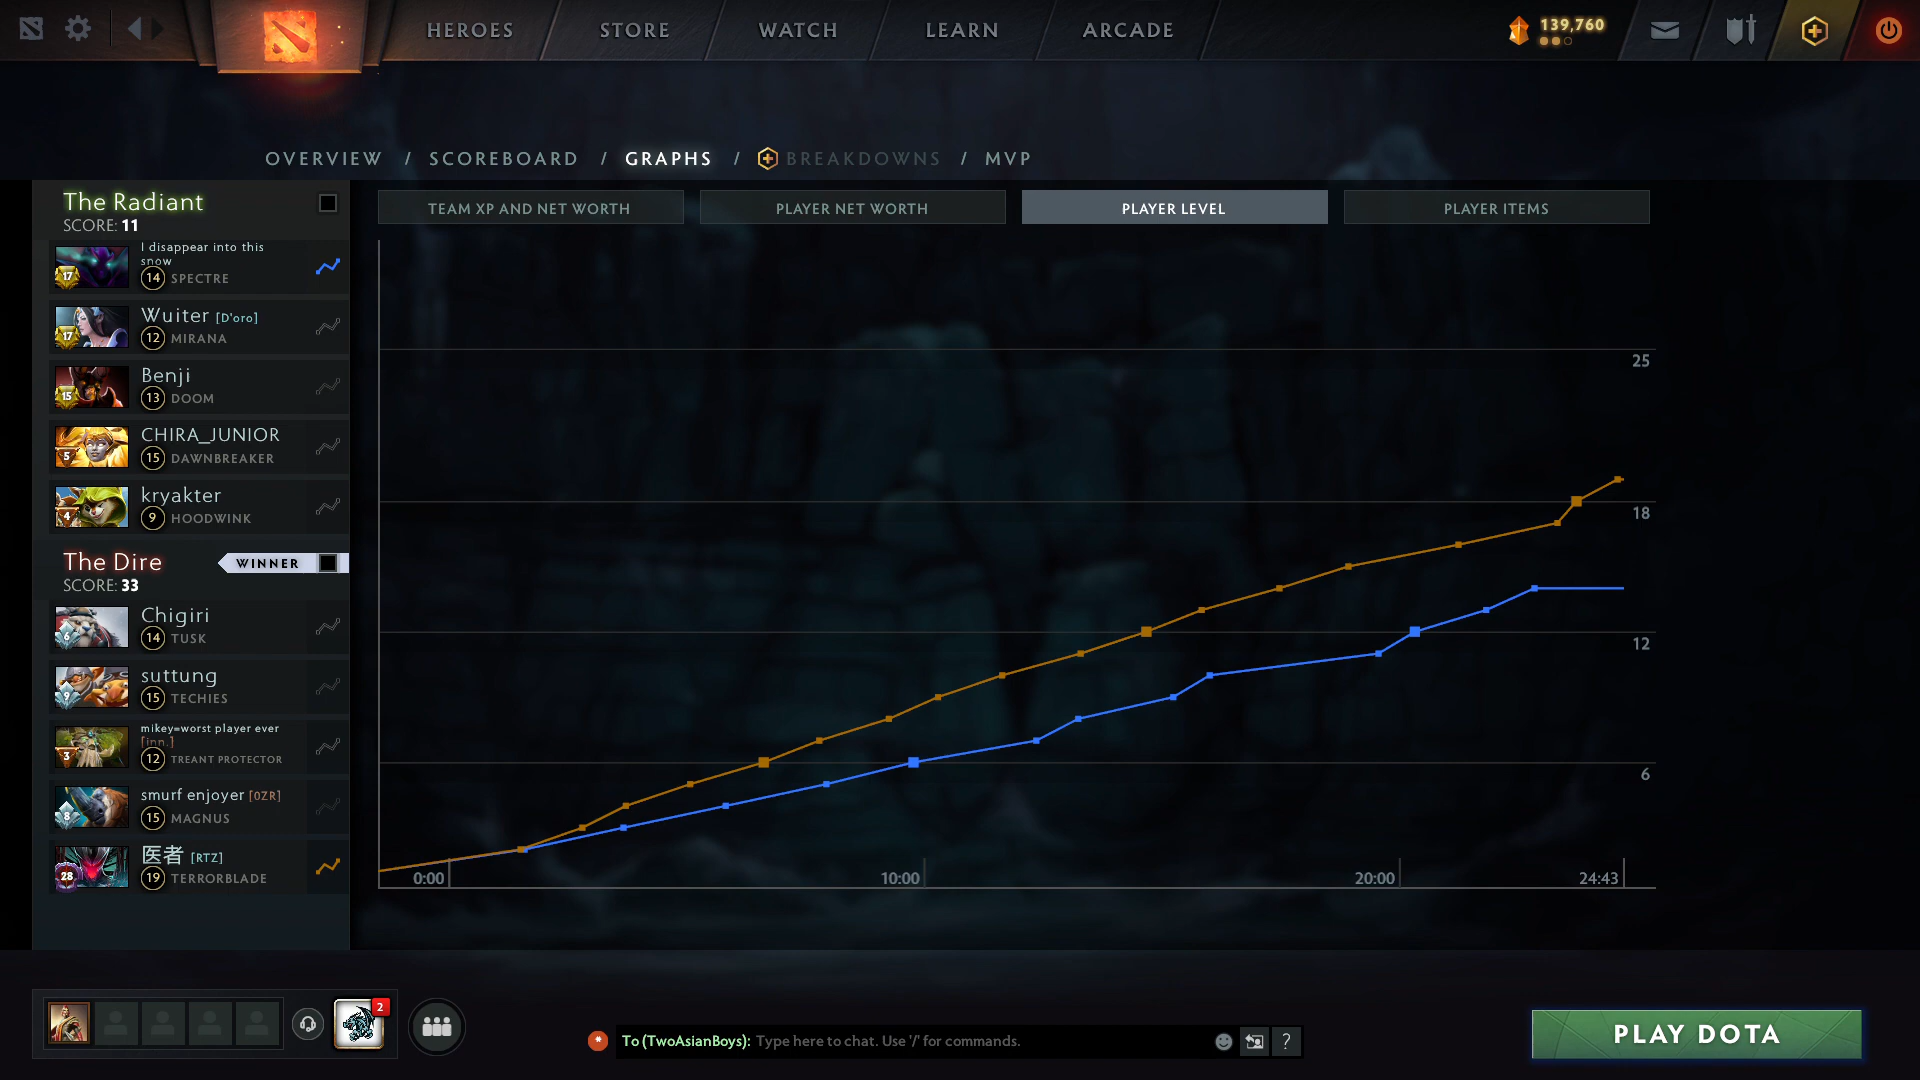 HEROES
STORE
WATCH
LEARN
ARCADE
139,760
OVERVIEW / SCOREBOARD / GRAPHS / BREAKDOWNS / MVP
The Radiant
SCORE: 11
TEAM XP AND NET WORTH
PLAYER NET WORTH
PLAYER LEVEL
PLAYER ITEMS
I disappear into this
snow
17
14 SPECTRE
Wuiter [D'oro]
17
12 MIRANA
Benji
15
13 DOOM
CHIRA_JUNIOR
5
15 DAWNBREAKER
kryakter
4
9 HOODWINK
The Dire
WINNER
SCORE: 33
Chigiri
6
14 TUSK
suttung
9
15 TECHIES
mikey=worst player ever
[inn.]
3
12 TREANT PROTECTOR
smurf enjoyer [0ZR]
8
15 MAGNUS
医者 [RTZ]
28
19 TERRORBLADE
25
18
12
6
0:00
10:00
20:00
24:43
2
To (TwoAsianBoys): Type here to chat. Use '/' for commands.
?
PLAY DOTA